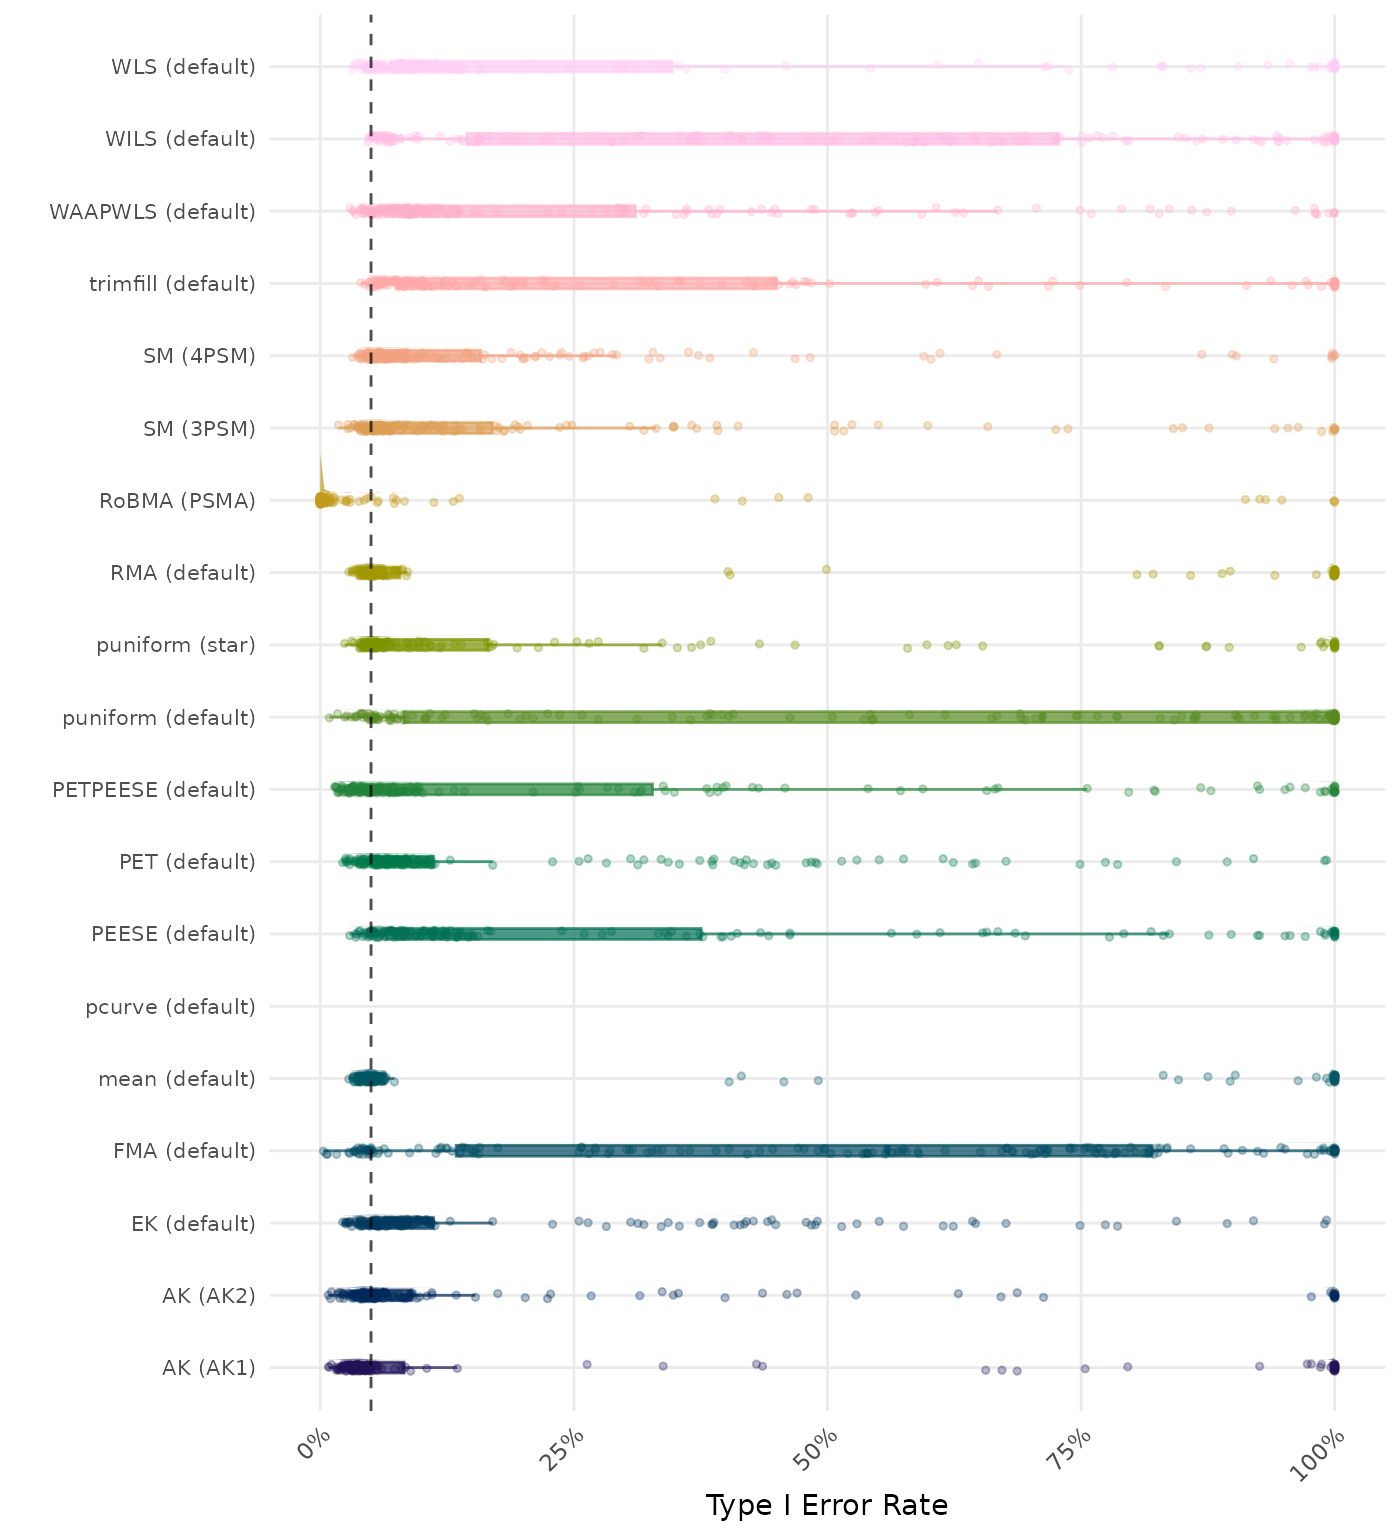 WLS (default)
WILS (default)
WAAPWLS (default)
trimfill (default)
SM (4PSM)
SM (3PSM)
RoBMA (PSMA)
RMA (default)
puniform (star)
puniform (default)
PETPEESE (default)
PET (default)
PEESE (default)
pcurve (default)
mean (default)
FMA (default)
EK (default)
AK (AK2)
AK (AK1)
0% 25% 50% 75% 100%
Type I Error Rate